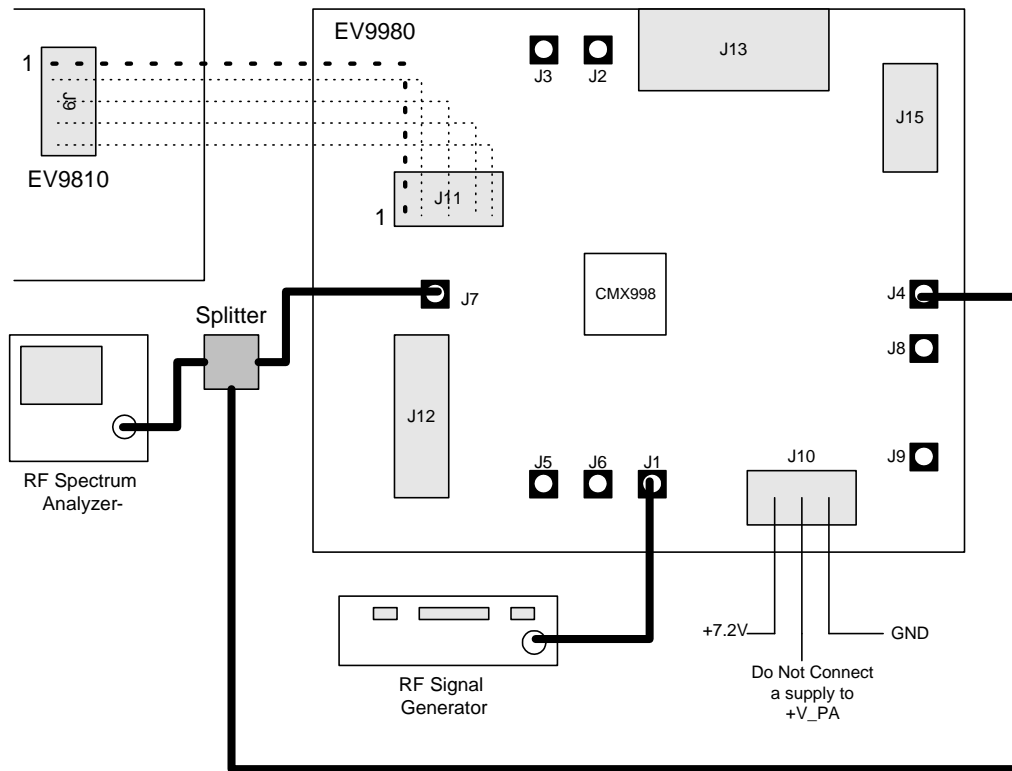 EV9980
J3
J2
J13
J15
1
J9
EV9810
J11
1
CMX998
J7
J4
J8
Splitter
J12
J5
J6
J1
J10
J9
RF Spectrum
Analyzer-
+7.2V
GND
Do Not Connect
a supply to
+V_PA
RF Signal
Generator